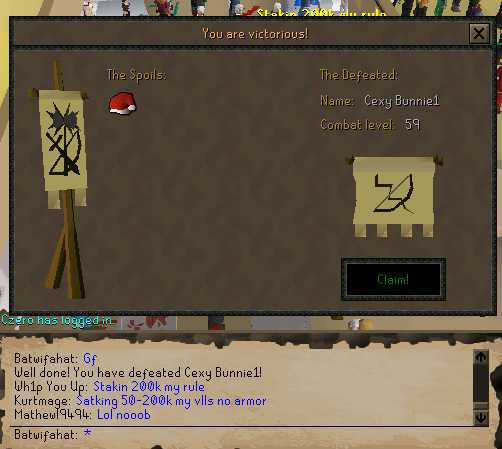 Stakin 200k my rule
You are victorious!
The Spoils:
The Defeated:
Name: Cexy Bunnie1
Combat level: 59
Claim!
Czero has logged in.
Batwifahat: Gf
Well done! You have defeated Cexy Bunnie1!
Wh1p You Up: Stakin 200k my rule
Kurtmage: Satking 50-200k my vlls no armor
Mathew19494: Lol nooob
Batwifahat: *